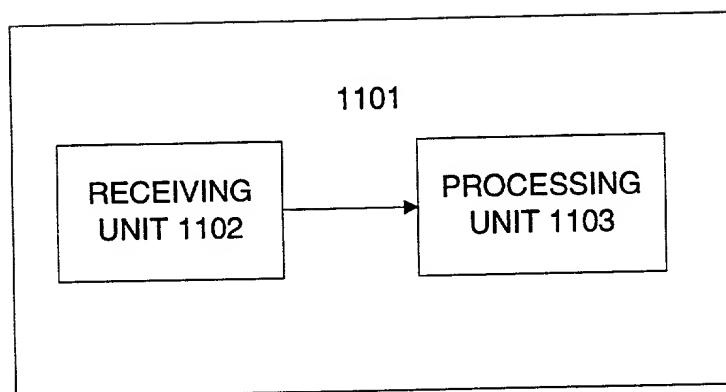 1101
RECEIVING
UNIT 1102
PROCESSING
UNIT 1103